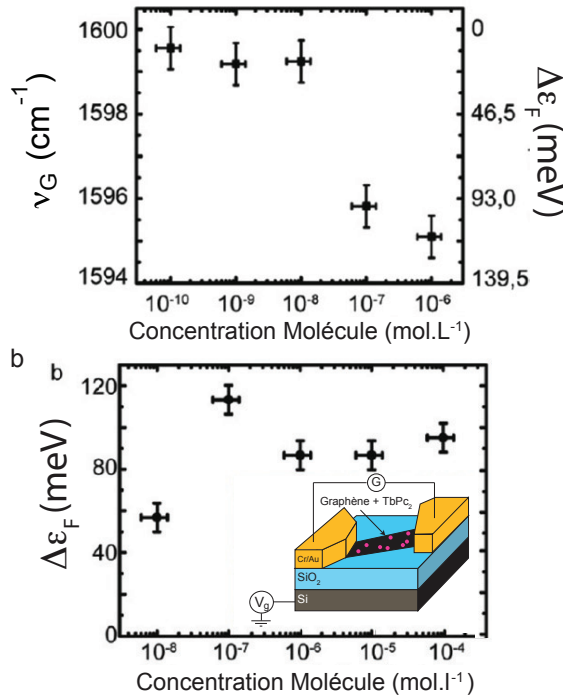 1600
1598
1596
1594
ν_G (cm⁻¹)
0
46,5
93,0
139,5
Δε_F (meV)
10⁻¹⁰ 10⁻⁹ 10⁻⁸ 10⁻⁷ 10⁻⁶
Concentration Molécule (mol.L⁻¹)
b b
120
80
40
0
Δε_F (meV)
G
Graphène + TbPc₂
Cr/Au
SiO₂
Si
V_g
10⁻⁸ 10⁻⁷ 10⁻⁶ 10⁻⁵ 10⁻⁴
Concentration Molécule (mol.l⁻¹)